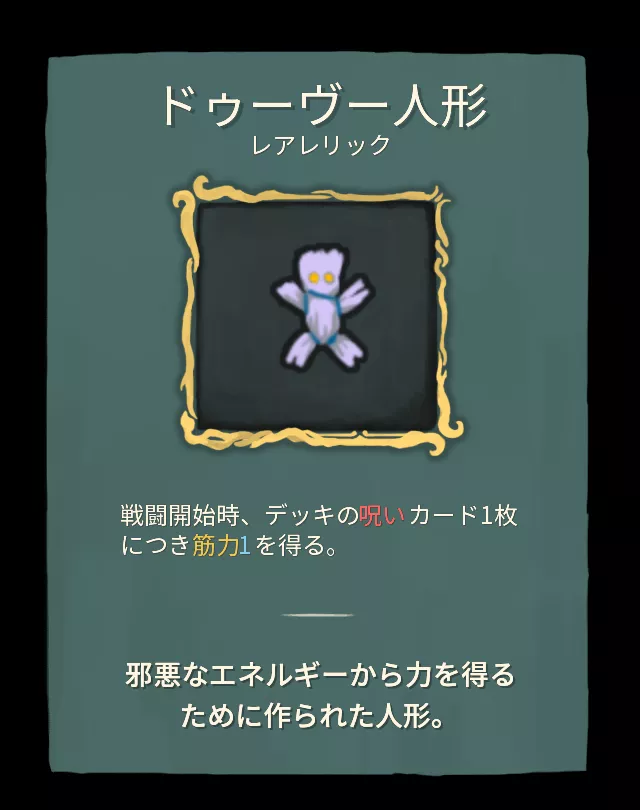 ドゥーヴー人形
レアレリック
戦闘開始時、デッキの呪いカード1枚
につき筋力1を得る。
邪悪なエネルギーから力を得る
ために作られた人形。